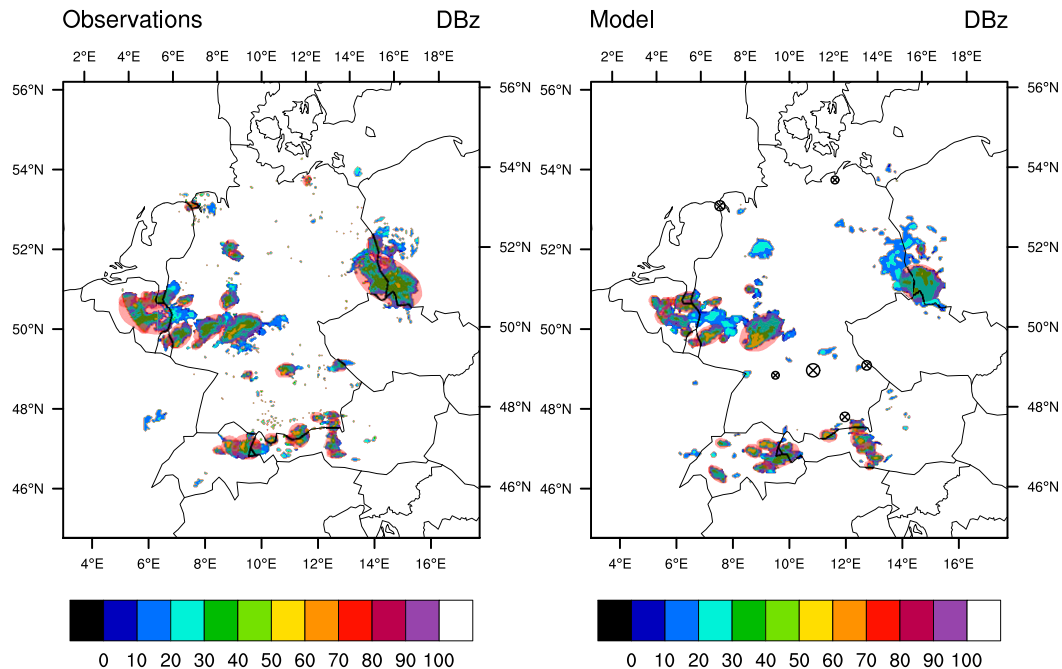 Observations DBz Model DBz
2°E 4°E 6°E 8°E 10°E 12°E 14°E 16°E 2°E 4°E 6°E 8°E 10°E 12°E 14°E 16°E
56°N 56°N 56°N 56°N
54°N 54°N 54°N 54°N
52°N 52°N 52°N 52°N
50°N 50°N 50°N 50°N
48°N 48°N 48°N 48°N
46°N 46°N 46°N 46°N
4°E 6°E 8°E 10°E 12°E 14°E 16°E 4°E 6°E 8°E 10°E 12°E 14°E 16°E
0 10 20 30 40 50 60 70 80 90 100 0 10 20 30 40 50 60 70 80 90 100